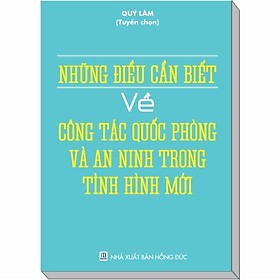 QUÝ LÂM
(Tuyển chọn)
NHỮNG ĐIỀU CẦN BIẾT
Về
CÔNG TÁC QUỐC PHÒNG
VÀ AN NINH TRONG
TÌNH HÌNH MỚI
NHÀ XUẤT BẢN HỒNG ĐỨC